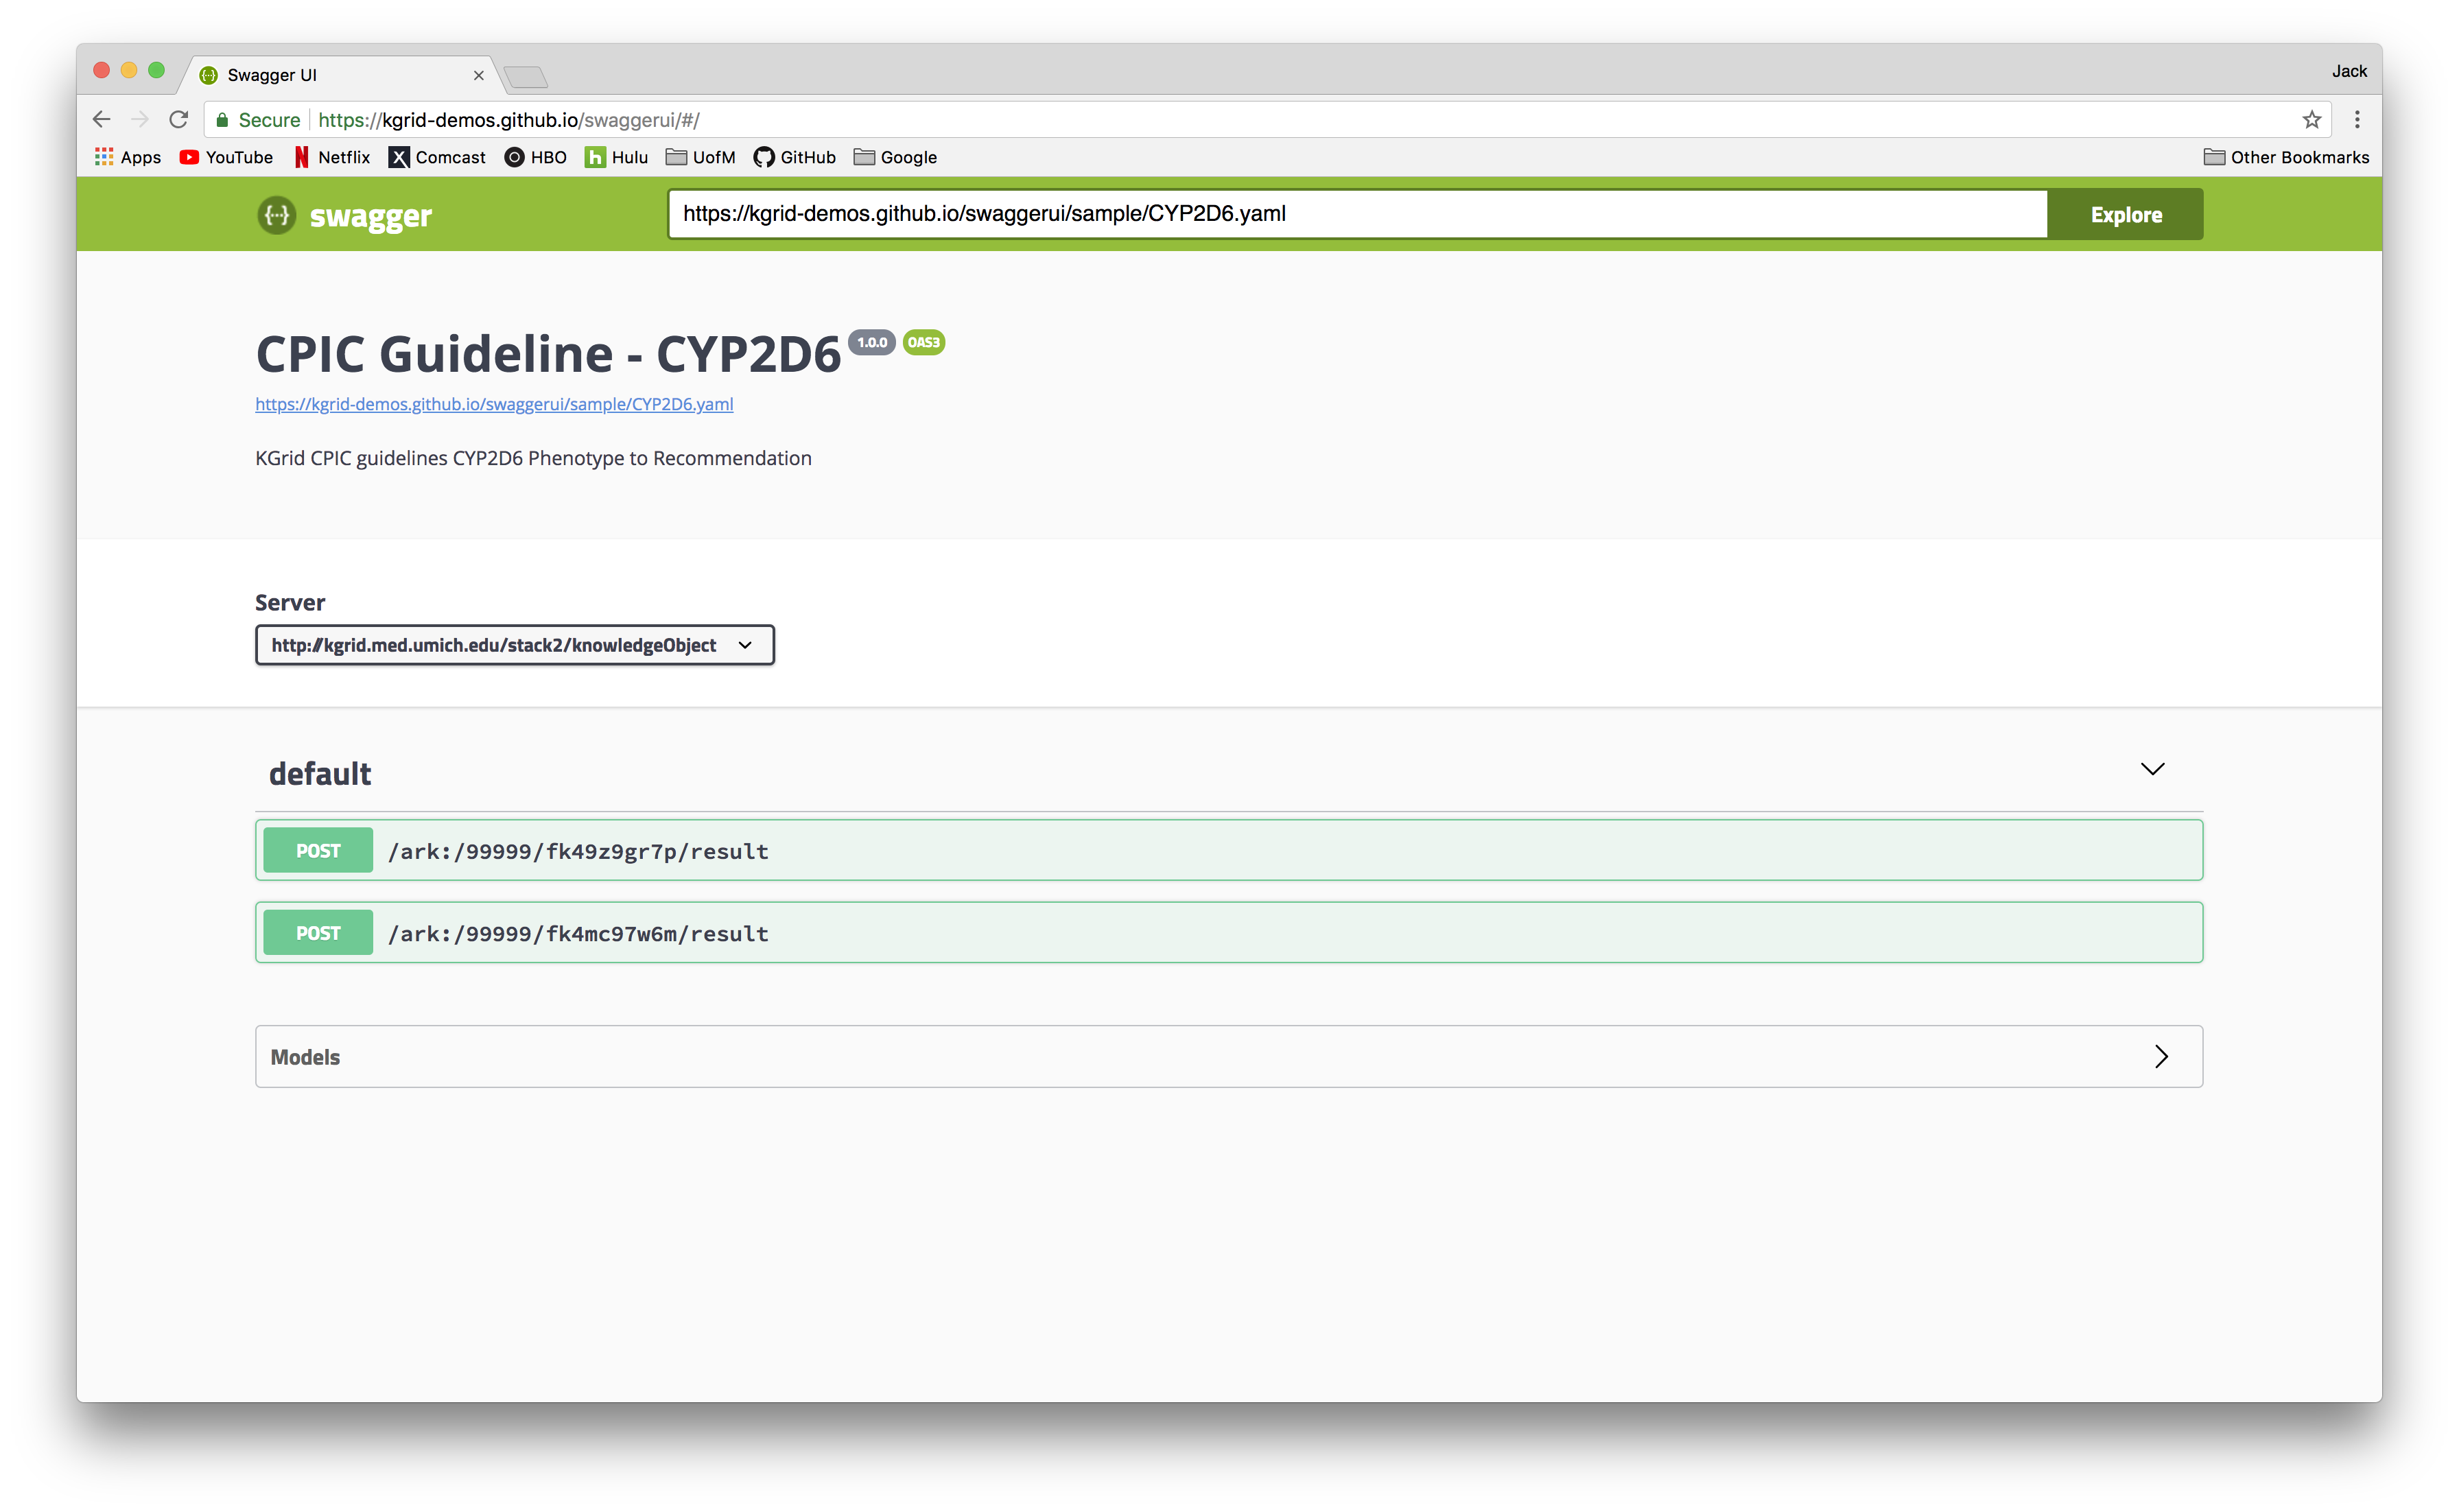 Swagger UI
Jack
Secure https://kgrid-demos.github.io/swaggerui/#/
Apps YouTube Netflix X Comcast HBO h Hulu UofM GitHub Google Other Bookmarks
{···} swagger https://kgrid-demos.github.io/swaggerui/sample/CYP2D6.yaml Explore
CPIC Guideline - CYP2D6 1.0.0 OAS3
https://kgrid-demos.github.io/swaggerui/sample/CYP2D6.yaml
KGrid CPIC guidelines CYP2D6 Phenotype to Recommendation
Server
http://kgrid.med.umich.edu/stack2/knowledgeObject
default
POST /ark:/99999/fk49z9gr7p/result
POST /ark:/99999/fk4mc97w6m/result
Models